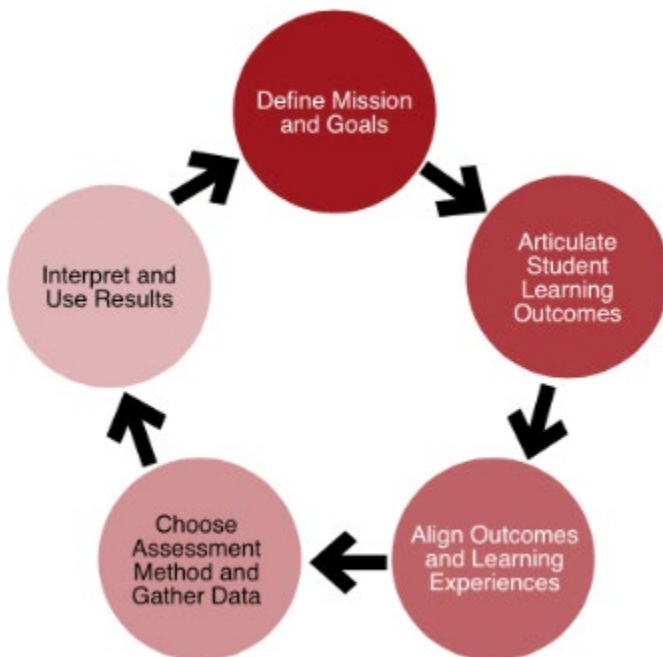 Define Mission
and Goals
Articulate
Student
Learning
Outcomes
Align Outcomes
and Learning
Experiences
Choose
Assessment
Method and
Gather Data
Interpret and
Use Results